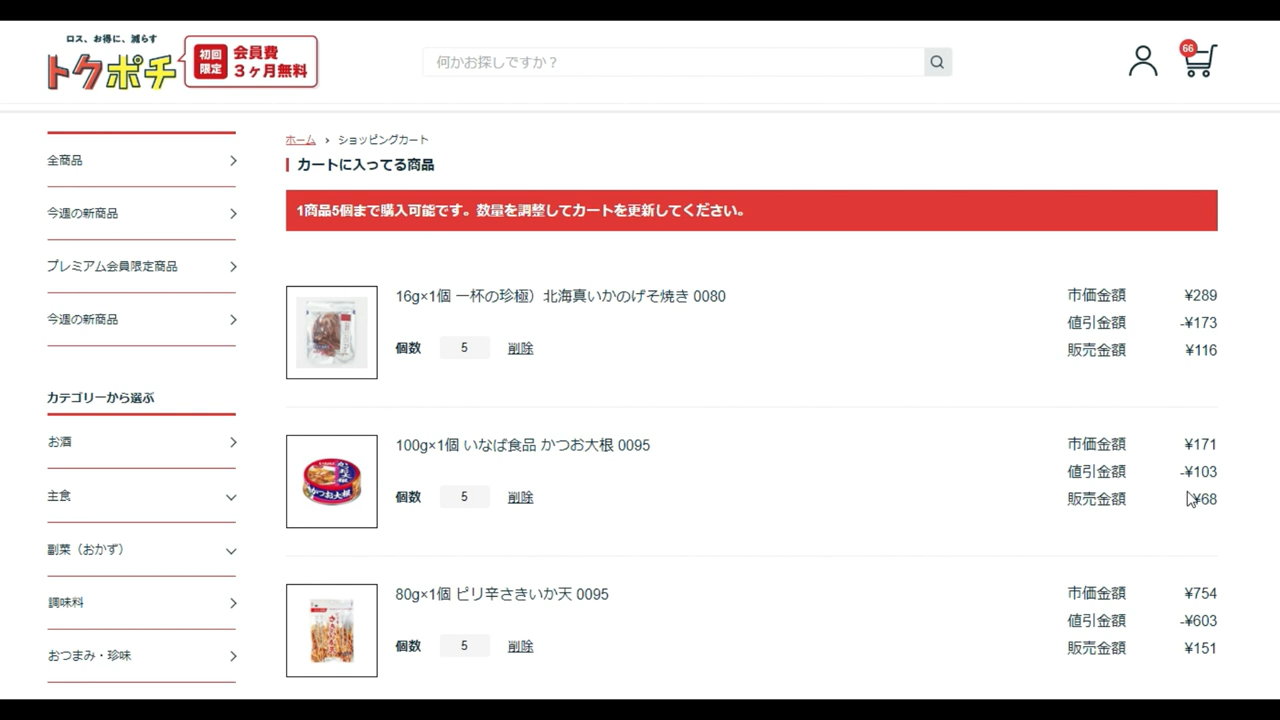 ロス、お得に、減らす
トクポチ
初回
限定
会員費
3ヶ月無料
何かお探しですか?
66
全商品
今週の新商品
プレミアム会員限定商品
今週の新商品
カテゴリーから選ぶ
お酒
主食
副菜（おかず）
調味料
おつまみ・珍味
ホーム › ショッピングカート
カートに入ってる商品
1商品5個まで購入可能です。数量を調整してカートを更新してください。
16g×1個 一杯の珍極）北海真いかのげそ焼き 0080
個数 5 削除
市価金額 ¥289
値引金額 -¥173
販売金額 ¥116
100g×1個 いなば食品 かつお大根 0095
かつお大根
個数 5 削除
市価金額 ¥171
値引金額 -¥103
販売金額 ¥68
80g×1個 ピリ辛さきいか天 0095
個数 5 削除
市価金額 ¥754
値引金額 -¥603
販売金額 ¥151